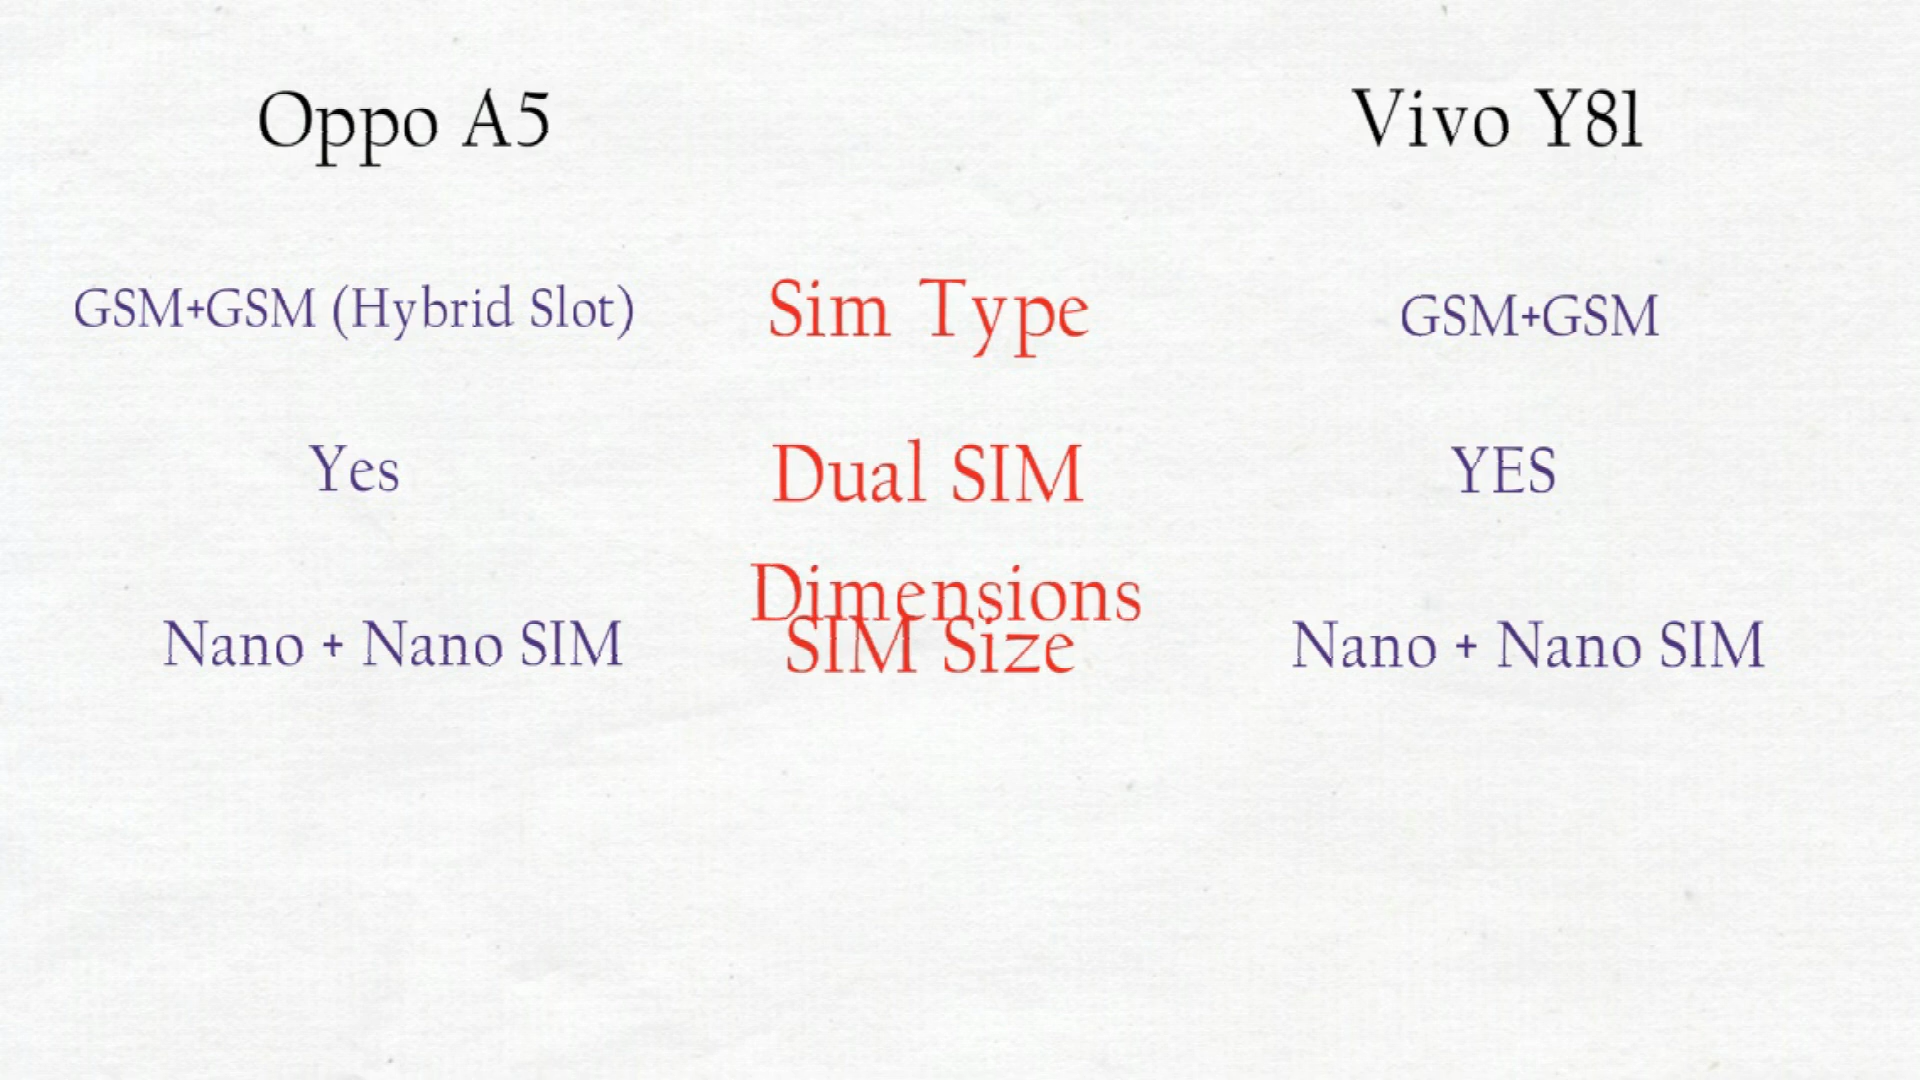 Oppo A5 Vivo Y81
GSM+GSM (Hybrid Slot) Sim Type GSM+GSM
Yes Dual SIM YES
Dimensions
Nano + Nano SIM SIM Size Nano + Nano SIM